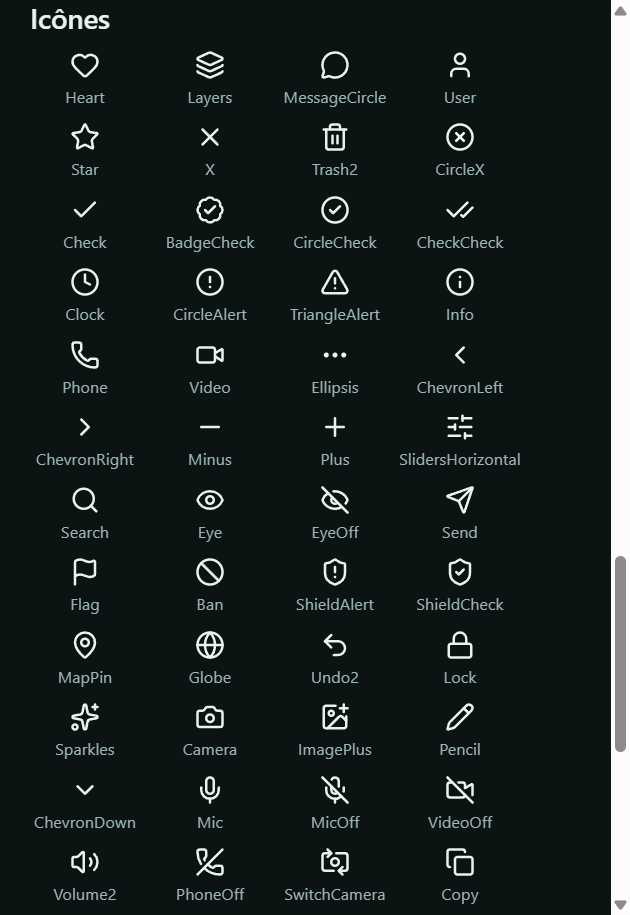 Icônes
Heart Layers MessageCircle User
Star X Trash2 CircleX
Check BadgeCheck CircleCheck CheckCheck
Clock CircleAlert TriangleAlert Info
Phone Video Ellipsis ChevronLeft
ChevronRight Minus Plus SlidersHorizontal
Search Eye EyeOff Send
Flag Ban ShieldAlert ShieldCheck
MapPin Globe Undo2 Lock
Sparkles Camera ImagePlus Pencil
ChevronDown Mic MicOff VideoOff
Volume2 PhoneOff SwitchCamera Copy